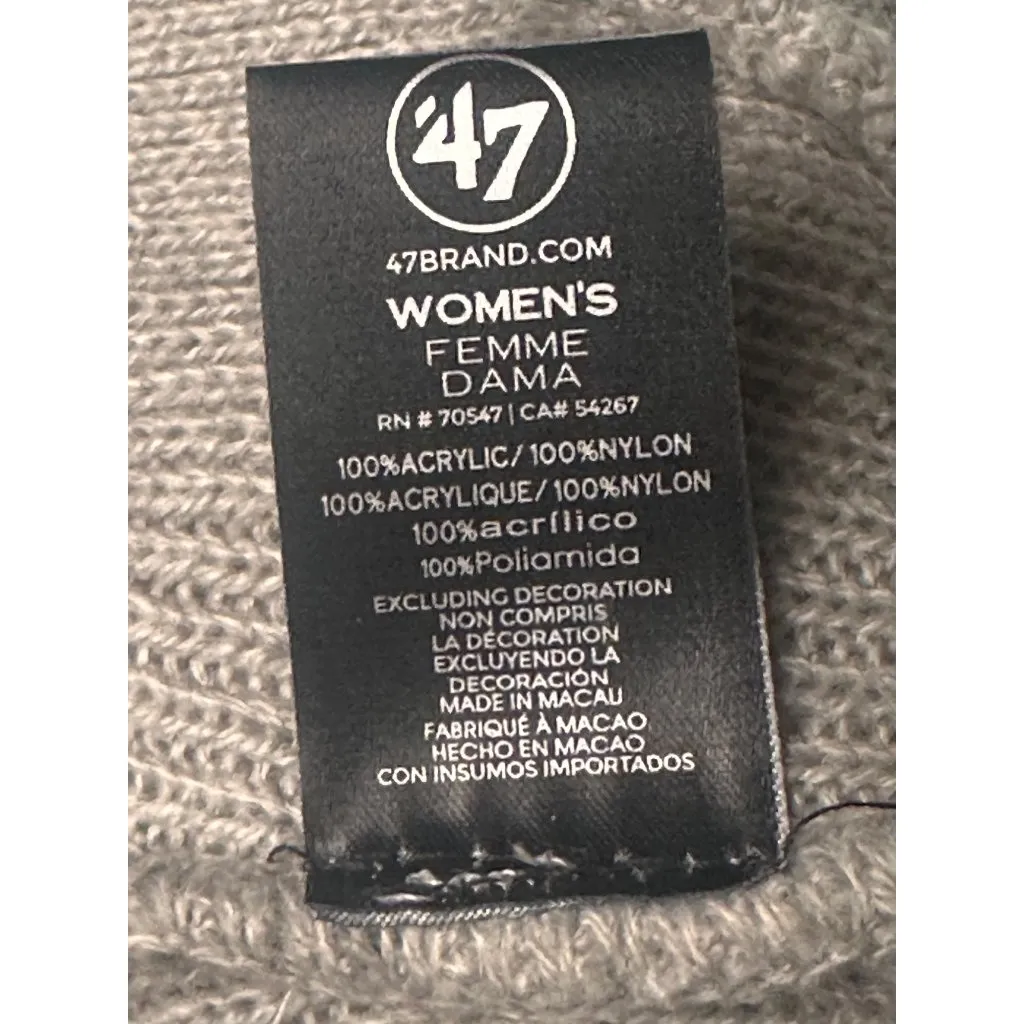 '47
47BRAND.COM
WOMEN'S
FEMME
DAMA
RN # 70547 | CA# 54267
100%ACRYLIC/100%NYLON
100%ACRYLIQUE/100%NYLON
100%acrílico
100%Poliamida
EXCLUDING DECORATION
NON COMPRIS
LA DÉCORATION
EXCLUYENDO LA
DECORACIÓN
MADE IN MACAU
FABRIQUÉ À MACAO
HECHO EN MACAO
CON INSUMOS IMPORTADOS